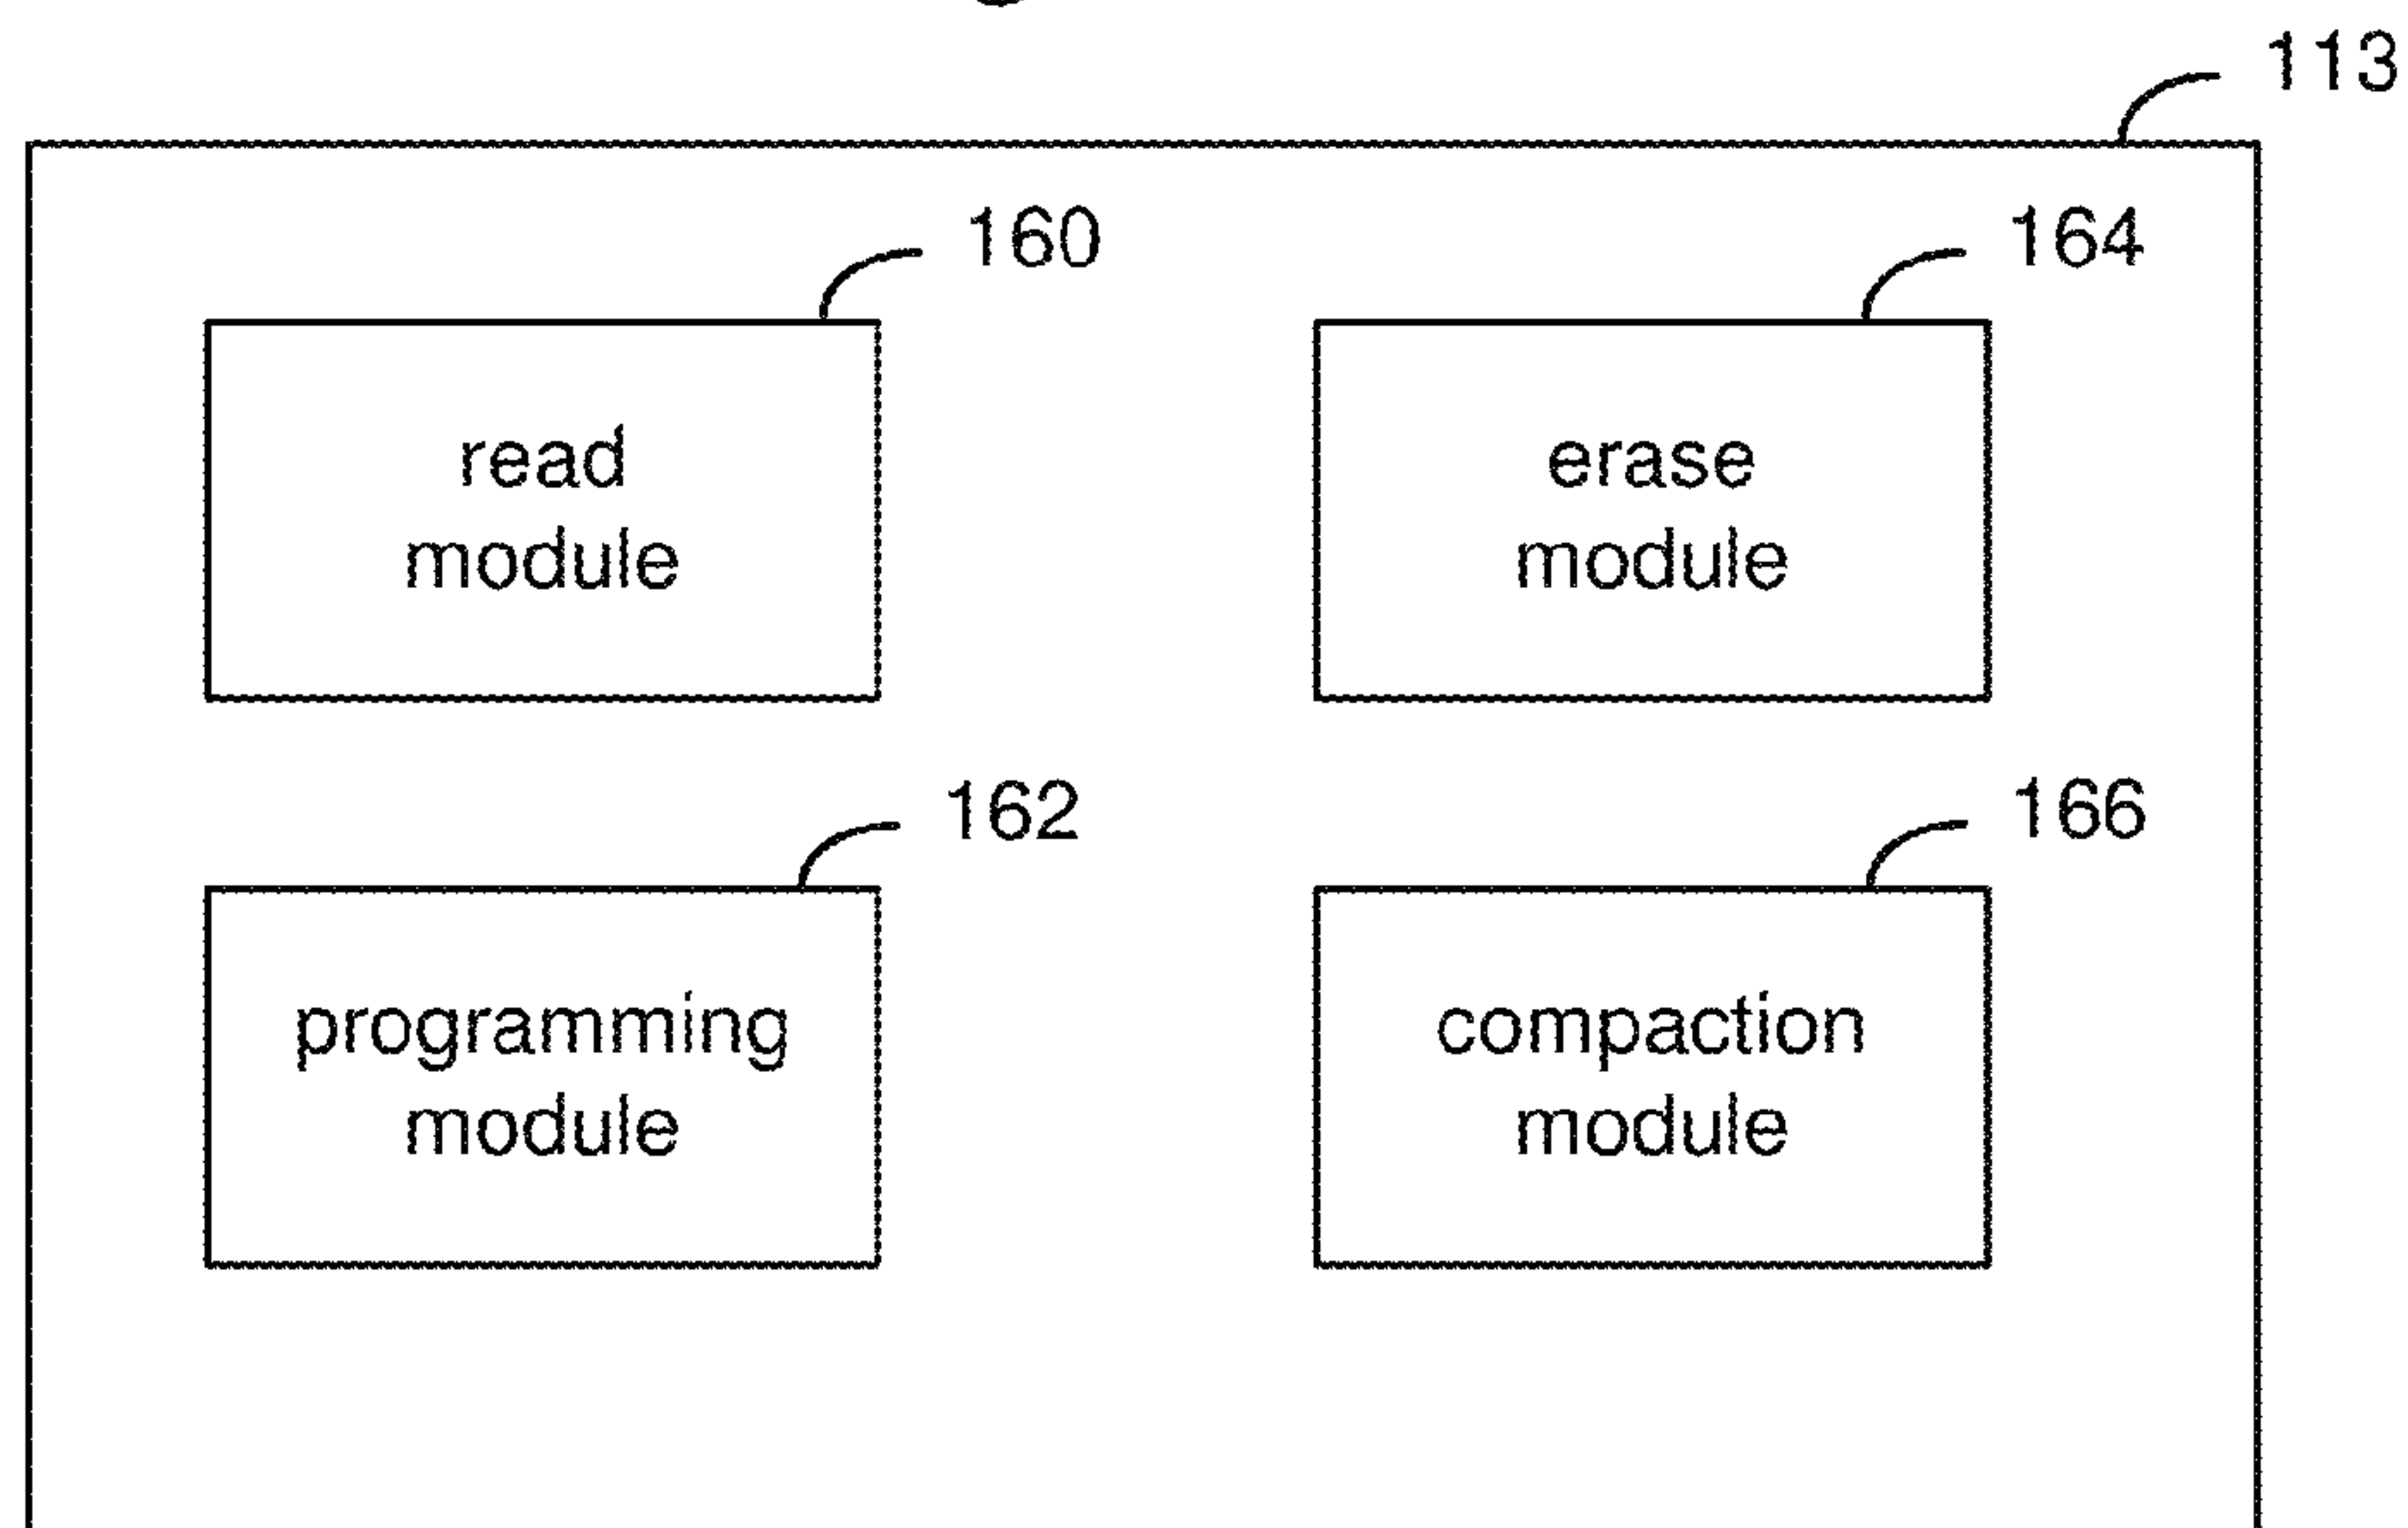 113
160
164
read
module
erase
module
162
166
programming
module
compaction
module